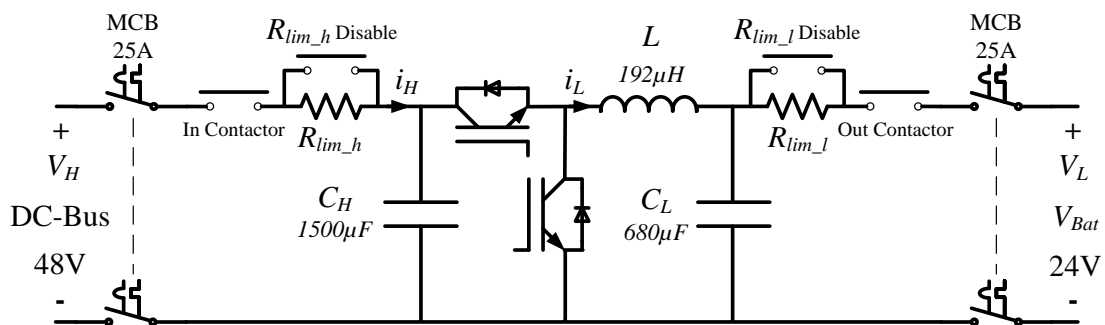 MCB
25A
R_lim_h Disable
In Contactor
R_lim_h
i_H
i_L
L
192μH
R_lim_l Disable
R_lim_l
Out Contactor
MCB
25A
+
V_H
DC-Bus
48V
-
C_H
1500μF
C_L
680μF
+
V_L
V_Bat
24V
-